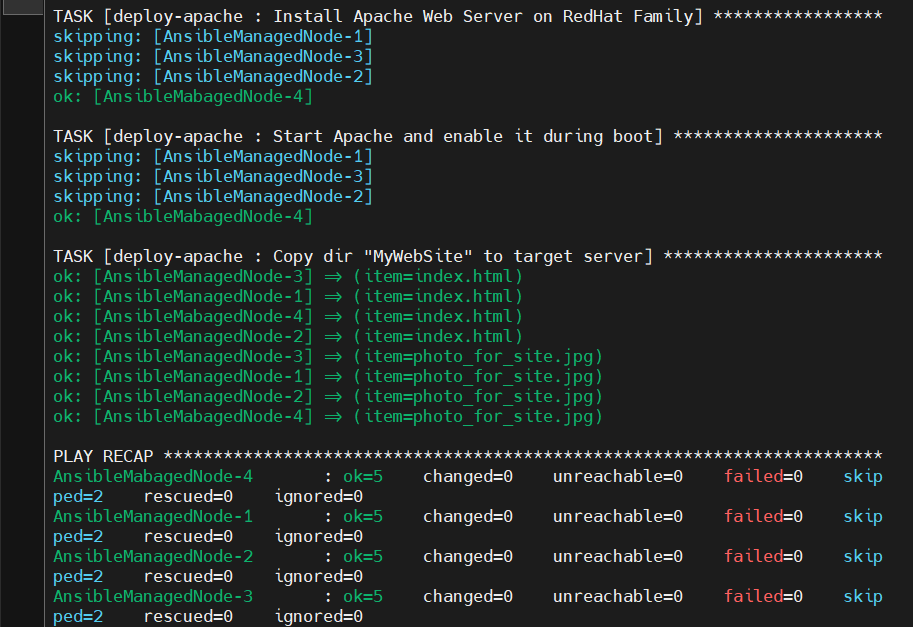 TASK [deploy-apache : Install Apache Web Server on RedHat Family] *****************
skipping: [AnsibleManagedNode-1]
skipping: [AnsibleManagedNode-3]
skipping: [AnsibleManagedNode-2]
ok: [AnsibleMabagedNode-4]
TASK [deploy-apache : Start Apache and enable it during boot] *********************
skipping: [AnsibleManagedNode-1]
skipping: [AnsibleManagedNode-3]
skipping: [AnsibleManagedNode-2]
ok: [AnsibleMabagedNode-4]
TASK [deploy-apache : Copy dir "MyWebSite" to target server] **********************
ok: [AnsibleManagedNode-3] => (item=index.html)
ok: [AnsibleManagedNode-1] => (item=index.html)
ok: [AnsibleMabagedNode-4] => (item=index.html)
ok: [AnsibleManagedNode-2] => (item=index.html)
ok: [AnsibleManagedNode-3] => (item=photo_for_site.jpg)
ok: [AnsibleManagedNode-1] => (item=photo_for_site.jpg)
ok: [AnsibleManagedNode-2] => (item=photo_for_site.jpg)
ok: [AnsibleMabagedNode-4] => (item=photo_for_site.jpg)
PLAY RECAP ************************************************************************
AnsibleMabagedNode-4       : ok=5    changed=0    unreachable=0    failed=0    skip
ped=2    rescued=0    ignored=0
AnsibleManagedNode-1       : ok=5    changed=0    unreachable=0    failed=0    skip
ped=2    rescued=0    ignored=0
AnsibleManagedNode-2       : ok=5    changed=0    unreachable=0    failed=0    skip
ped=2    rescued=0    ignored=0
AnsibleManagedNode-3       : ok=5    changed=0    unreachable=0    failed=0    skip
ped=2    rescued=0    ignored=0